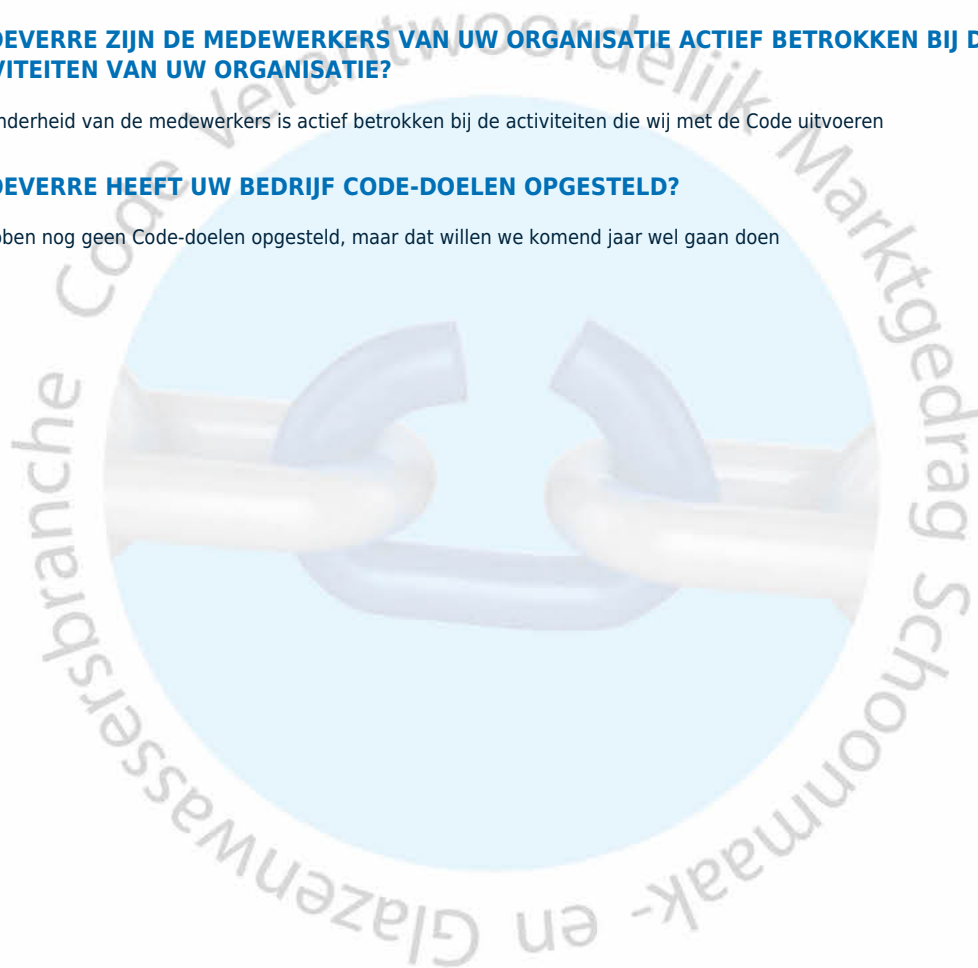 OEVERRE ZIJN DE MEDEWERKERS VAN UW ORGANISATIE ACTIEF BETROKKEN BIJ D
VITEITEN VAN UW ORGANISATIE?
nderheid van de medewerkers is actief betrokken bij de activiteiten die wij met de Code uitvoeren
OEVERRE HEEFT UW BEDRIJF CODE-DOELEN OPGESTELD?
bben nog geen Code-doelen opgesteld, maar dat willen we komend jaar wel gaan doen
Code Verantwoordelijk Marktgedrag Schoonmaak- en Glazenwassersbranche